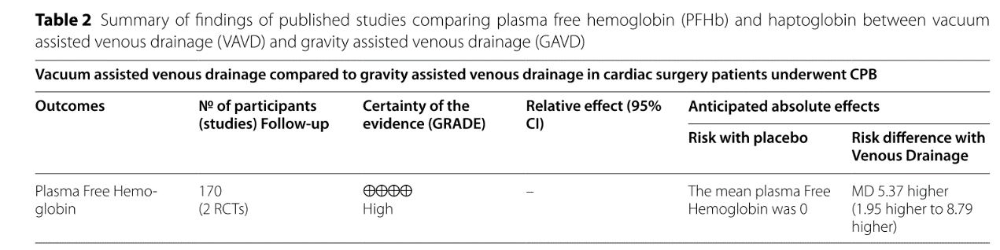 Table 2 Summary of findings of published studies comparing plasma free hemoglobin (PFHb) and haptoglobin between vacuum
assisted venous drainage (VAVD) and gravity assisted venous drainage (GAVD)
Vacuum assisted venous drainage compared to gravity assisted venous drainage in cardiac surgery patients underwent CPB
Outcomes
№ of participants
(studies) Follow-up
Certainty of the
evidence (GRADE)
Relative effect (95%
CI)
Anticipated absolute effects
Risk with placebo
Risk difference with
Venous Drainage
Plasma Free Hemo-
globin
170
(2 RCTs)
⨁⨁⨁⨁
High
–
The mean plasma Free
Hemoglobin was 0
MD 5.37 higher
(1.95 higher to 8.79
higher)